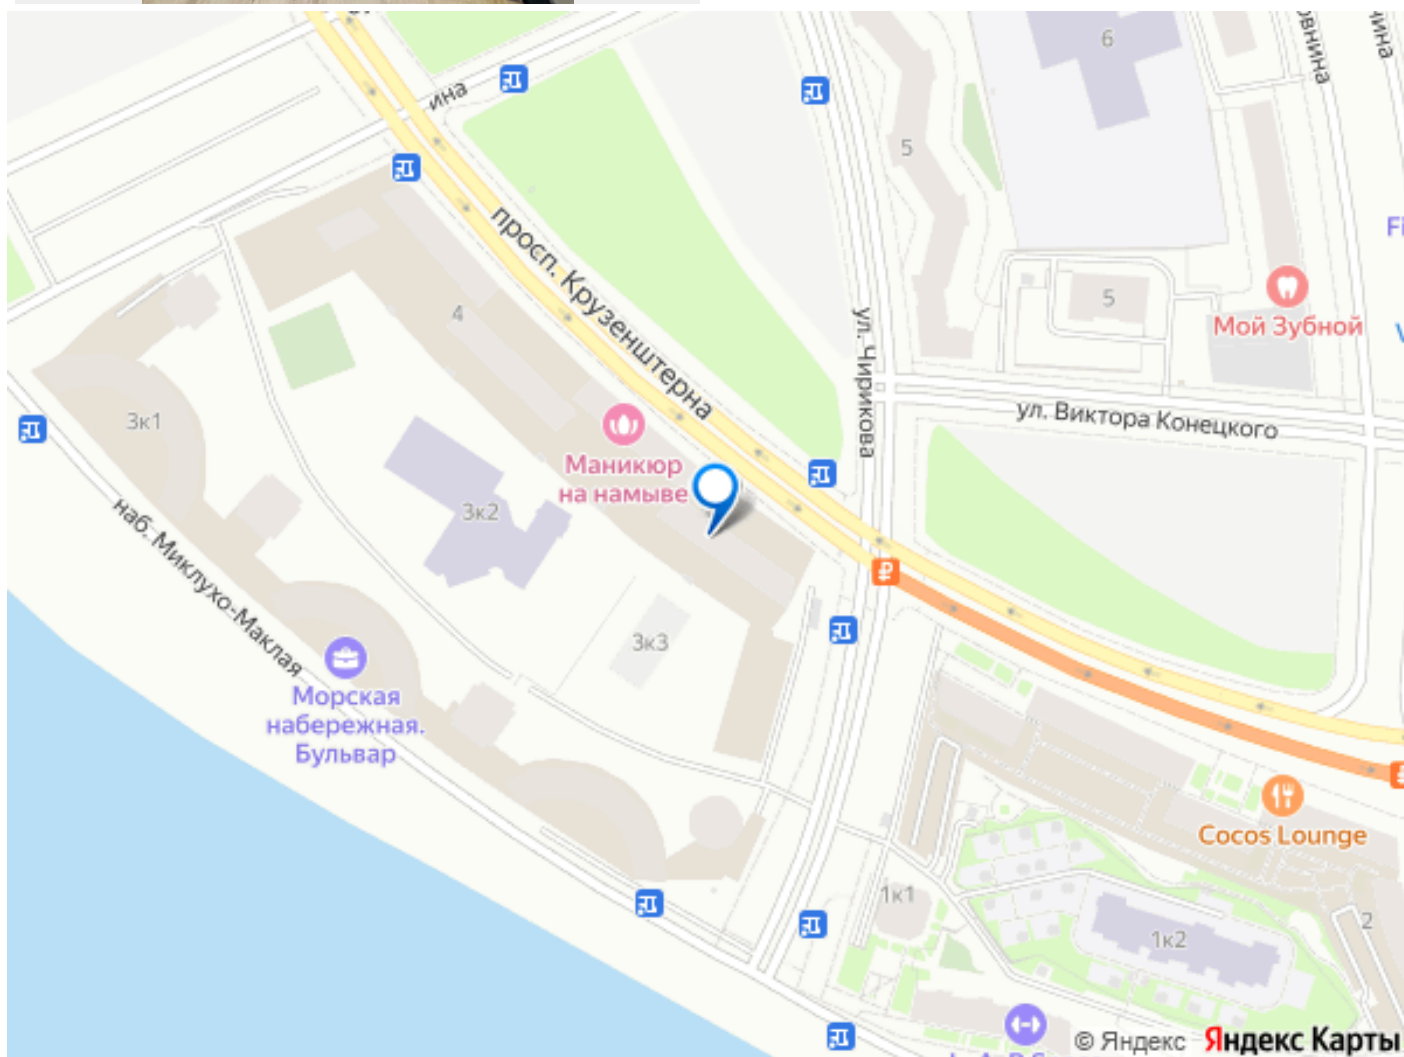 6
ина
5
просп. Крузенштерна
4
5
Мой Зубной
ул. Чирикова
ул. Виктора Конецкого
3к1
Маникюр
на намыве
3к2
наб. Миклухо-Маклая
3к3
₽
Морская
набережная.
Бульвар
Cocos Lounge
1к1
2
1к2
© Яндекс Яндекс Карты